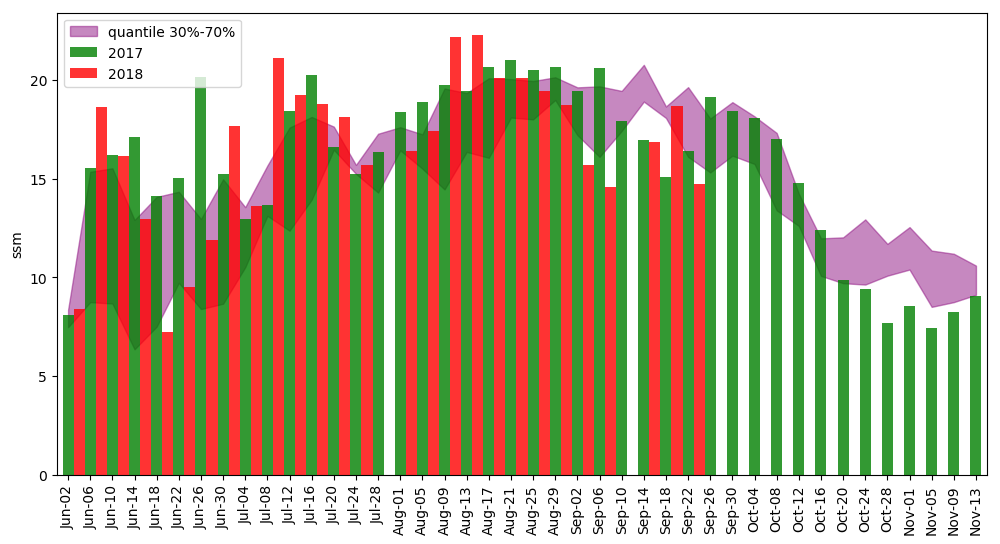 quantile 30%-70%
2017
2018
ssm
20
15
10
5
0
Jun-02
Jun-06
Jun-10
Jun-14
Jun-18
Jun-22
Jun-26
Jun-30
Jul-04
Jul-08
Jul-12
Jul-16
Jul-20
Jul-24
Jul-28
Aug-01
Aug-05
Aug-09
Aug-13
Aug-17
Aug-21
Aug-25
Aug-29
Sep-02
Sep-06
Sep-10
Sep-14
Sep-18
Sep-22
Sep-26
Sep-30
Oct-04
Oct-08
Oct-12
Oct-16
Oct-20
Oct-24
Oct-28
Nov-01
Nov-05
Nov-09
Nov-13